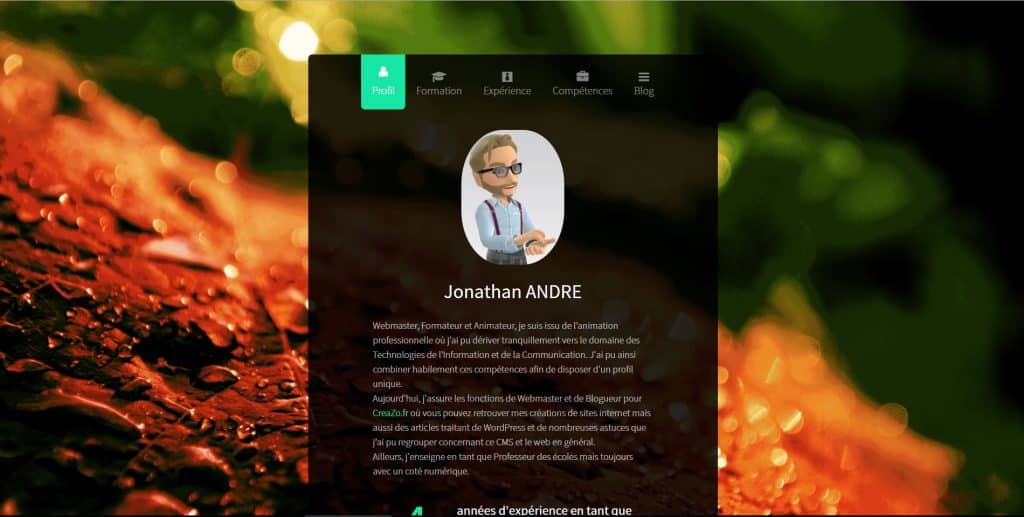 Profil
Formation
Expérience
Compétences
Blog
Jonathan ANDRE
Webmaster, Formateur et Animateur, je suis issu de l'animation
professionnelle où j'ai pu dériver tranquillement vers le domaine des
Technologies de l'Information et de la Communication. J'ai pu ainsi
combiner habilement ces compétences afin de disposer d'un profil
unique.
Aujourd'hui, j'assure les fonctions de Webmaster et de Blogueur pour
CreaZo.fr où vous pouvez retrouver mes créations de sites internet mais
aussi des articles traitant de WordPress et de nombreuses astuces que
j'ai pu regrouper concernant ce CMS et le web en général.
Ailleurs, j'enseigne en tant que Professeur des écoles mais toujours
avec un coté numérique.
années d'expérience en tant que